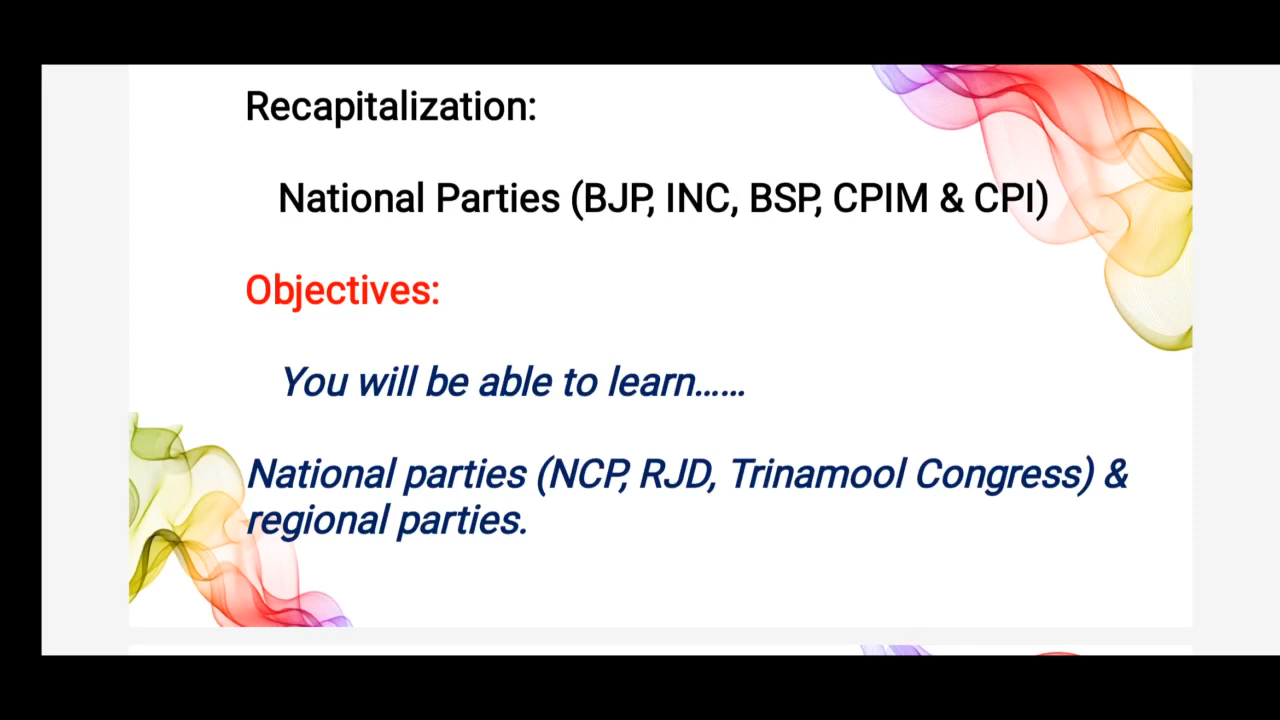 Recapitalization:
National Parties (BJP, INC, BSP, CPIM & CPI)
Objectives:
You will be able to learn......
National parties (NCP, RJD, Trinamool Congress) &
regional parties.